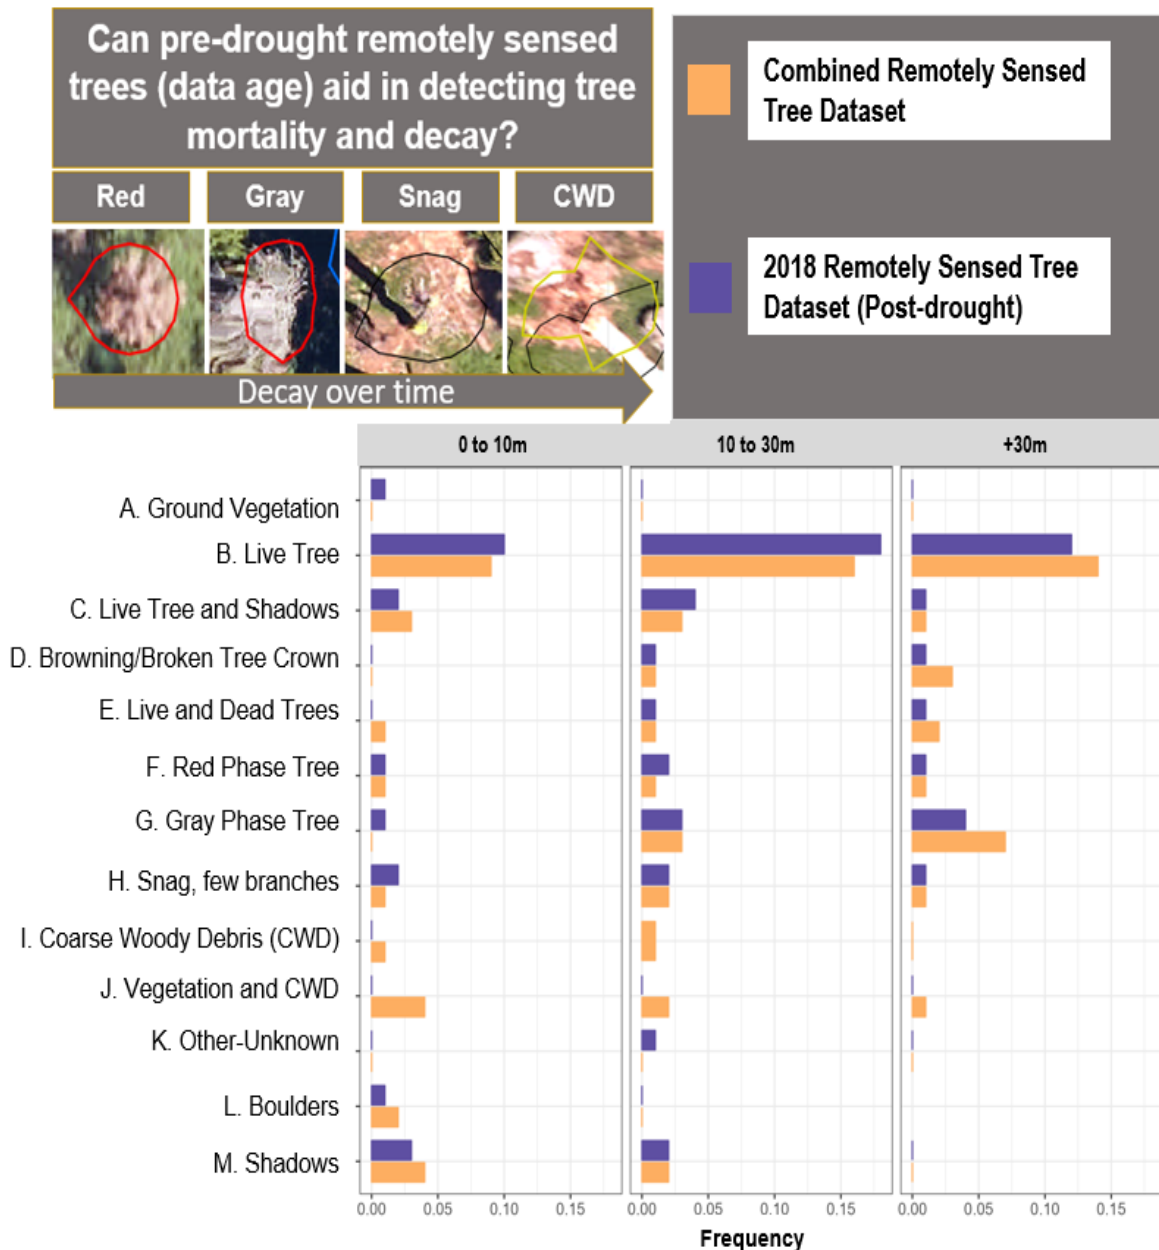 Can pre-drought remotely sensed
trees (data age) aid in detecting tree
mortality and decay?
Red
Gray
Snag
CWD
Decay over time
Combined Remotely Sensed
Tree Dataset
2018 Remotely Sensed Tree
Dataset (Post-drought)
0 to 10m
10 to 30m
+30m
A. Ground Vegetation
B. Live Tree
C. Live Tree and Shadows
D. Browning/Broken Tree Crown
E. Live and Dead Trees
F. Red Phase Tree
G. Gray Phase Tree
H. Snag, few branches
I. Coarse Woody Debris (CWD)
J. Vegetation and CWD
K. Other-Unknown
L. Boulders
M. Shadows
0.00 0.05 0.10 0.15
0.00 0.05 0.10 0.15
0.00 0.05 0.10 0.15
Frequency